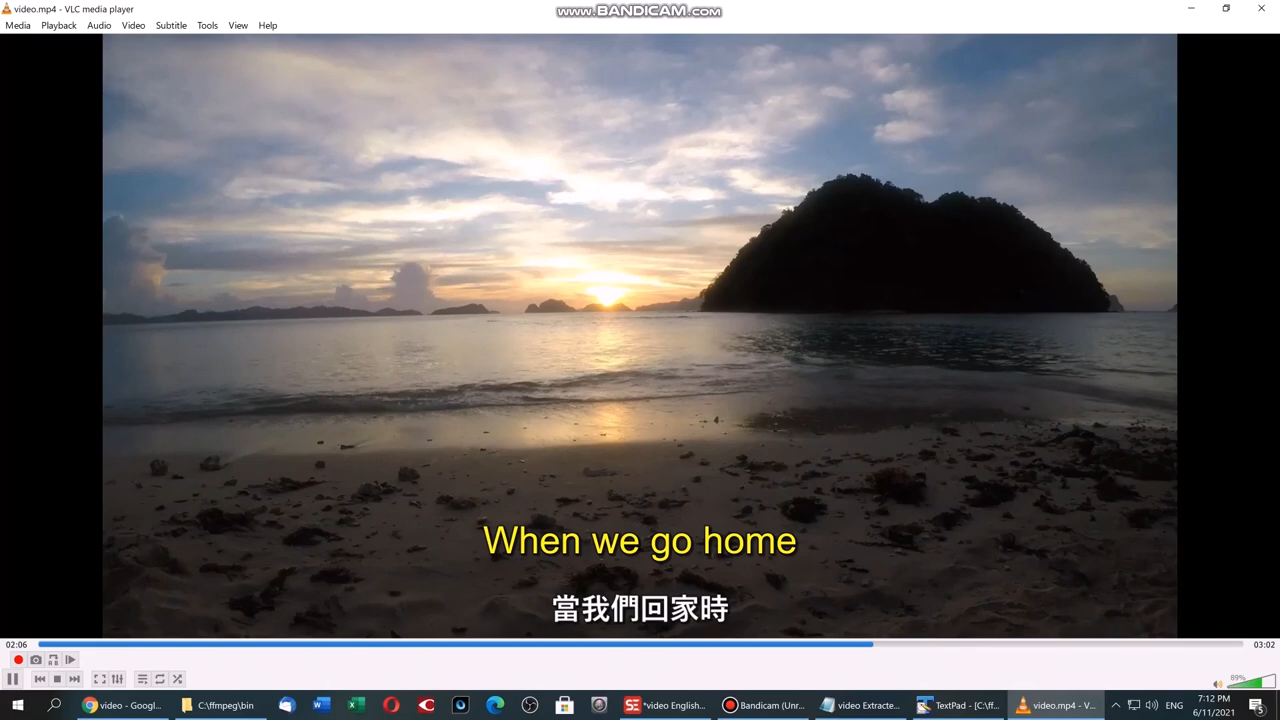 video.mp4 - VLC media player
www.BANDICAM.com
Media Playback Audio Video Subtitle Tools View Help
When we go home
當我們回家時
02:06
03:02
89%
video - Googl...
C:\ffmpeg\bin
*video English...
Bandicam (Unr...
video Extracte...
TextPad - [C:\ff...
video.mp4 - V...
ENG
7:12 PM
6/11/2021
5